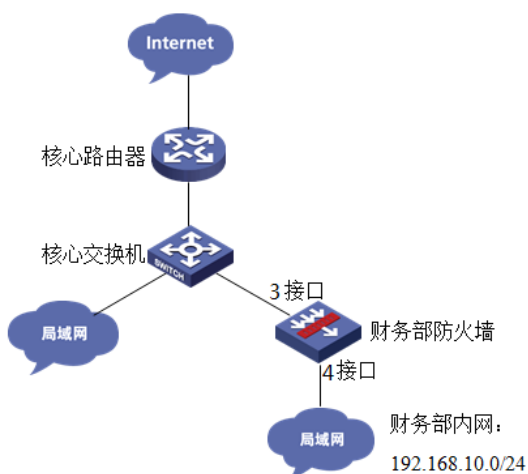 Internet
核心路由器
核心交换机
SWITCH
3接口
局域网
财务部防火墙
4接口
局域网
财务部内网：
192.168.10.0/24